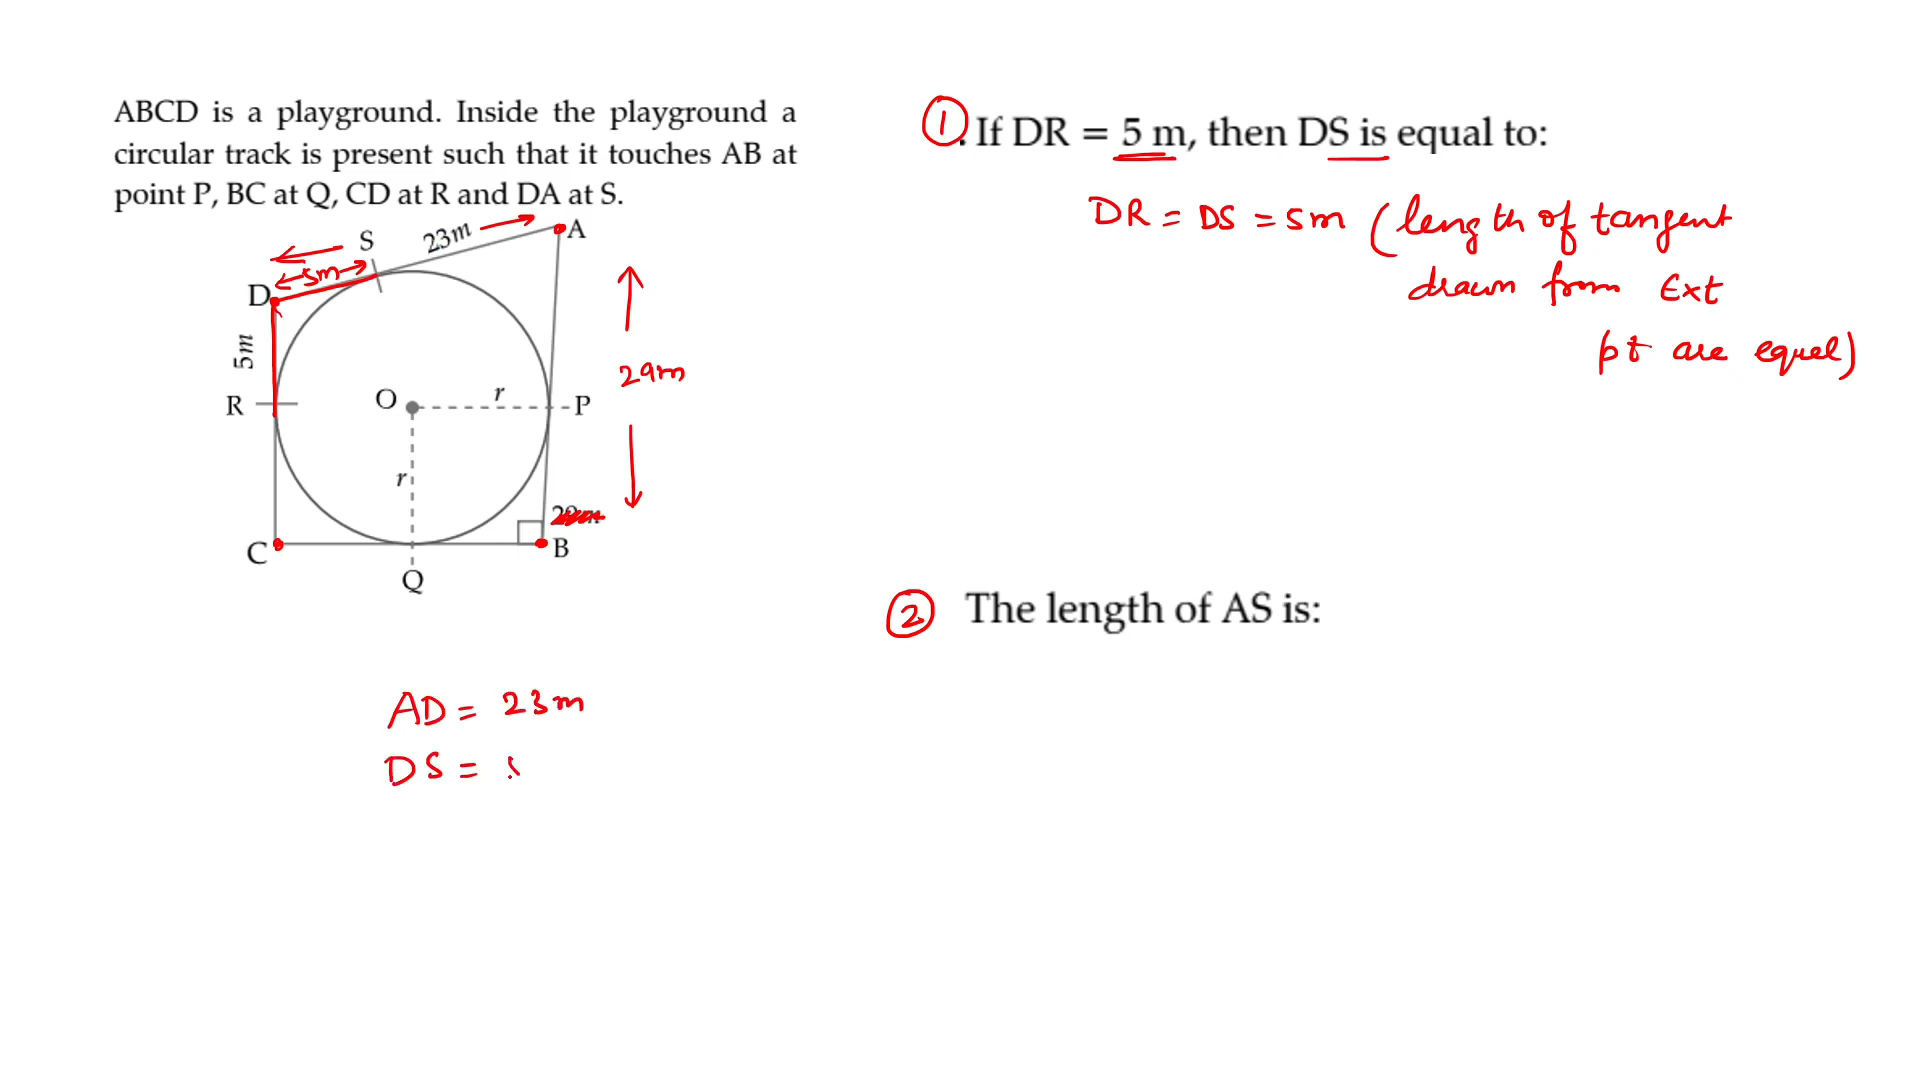 ABCD is a playground. Inside the playground a
circular track is present such that it touches AB at
point P, BC at Q, CD at R and DA at S.
A
S
23m
5m
D
5m
R
O
r
P
29m
r
C
B
Q
AD = 23m
DS =
1 If DR = 5 m, then DS is equal to:
DR = DS = 5m (length of tangent
drawn from Ext
pt are equal)
2 The length of AS is: